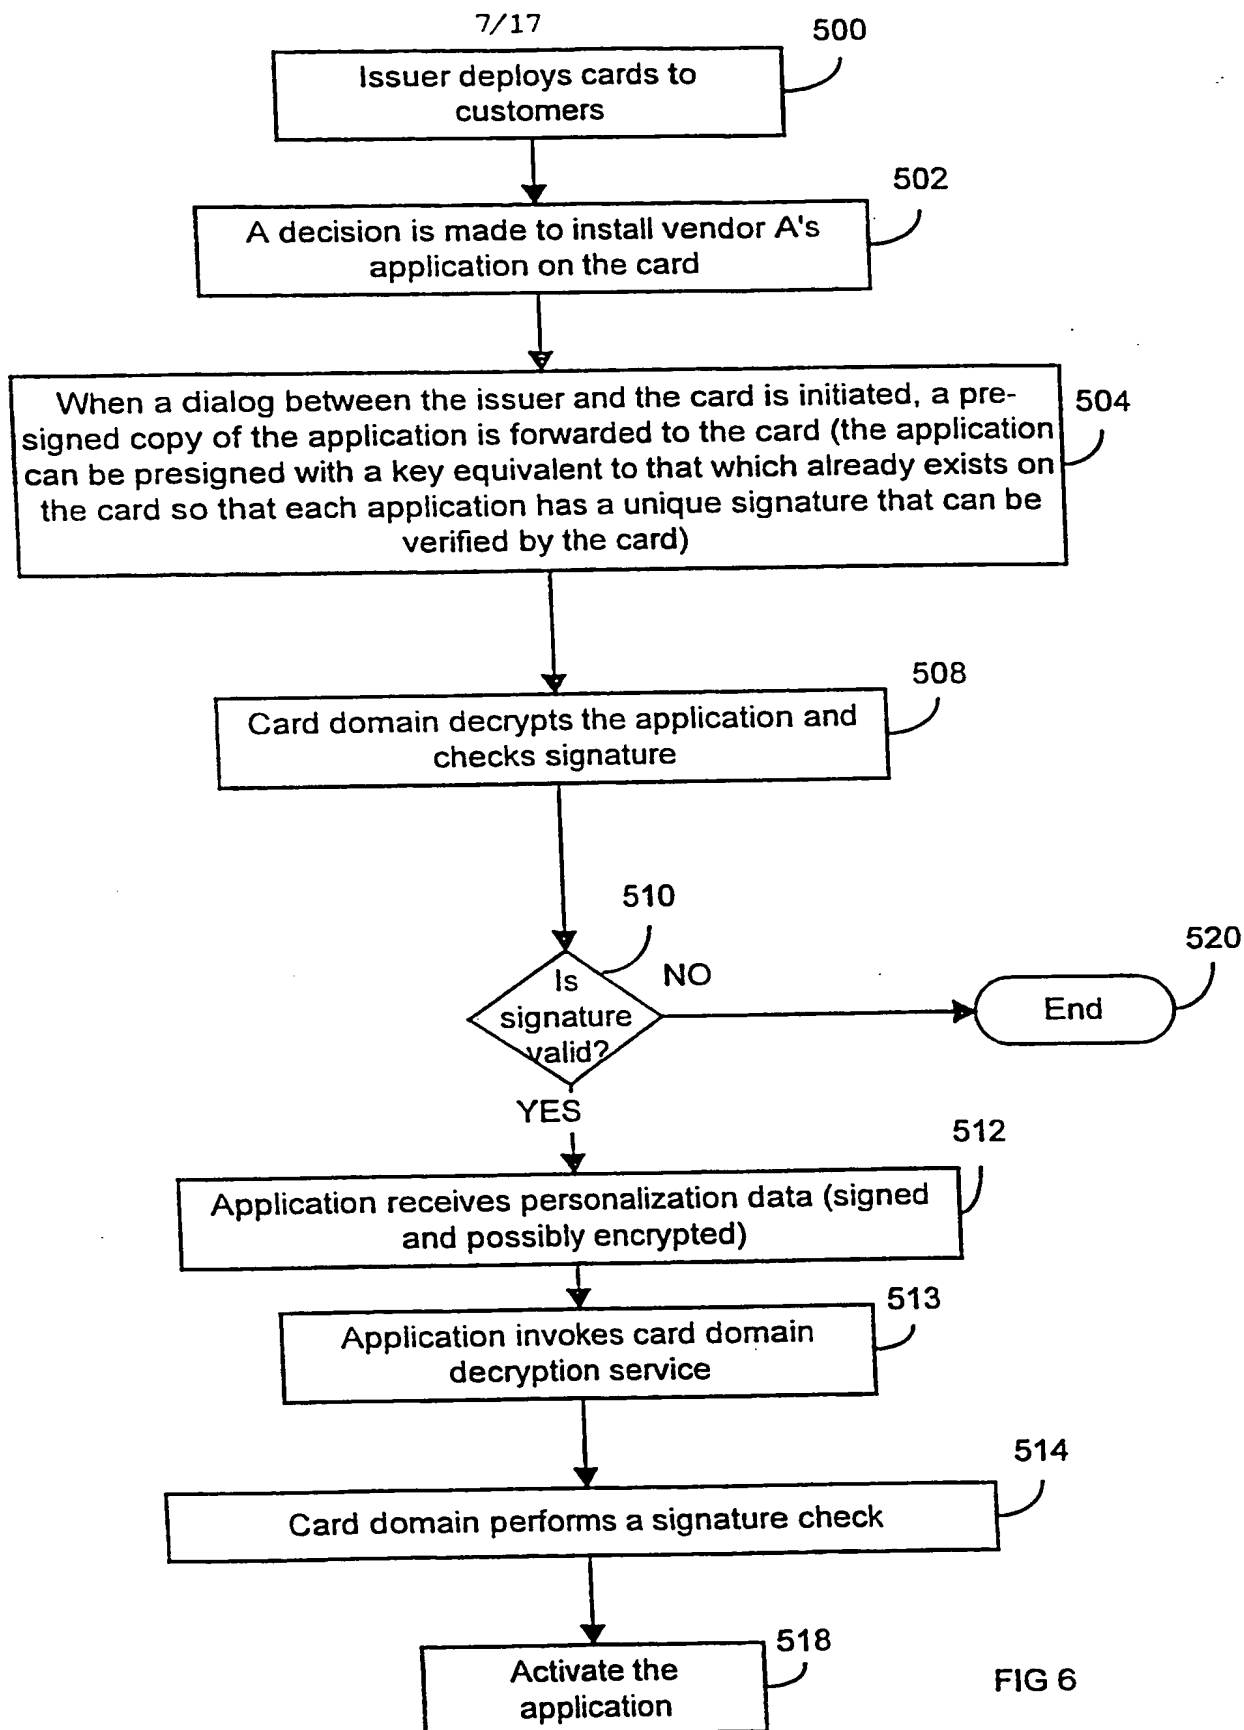 7/17
500
Issuer deploys cards to
customers
502
A decision is made to install vendor A's
application on the card
504
When a dialog between the issuer and the card is initiated, a pre-
signed copy of the application is forwarded to the card (the application
can be presigned with a key equivalent to that which already exists on
the card so that each application has a unique signature that can be
verified by the card)
508
Card domain decrypts the application and
checks signature
510
Is
signature
valid?
NO
520
End
YES
512
Application receives personalization data (signed
and possibly encrypted)
513
Application invokes card domain
decryption service
514
Card domain performs a signature check
518
Activate the
application
FIG 6